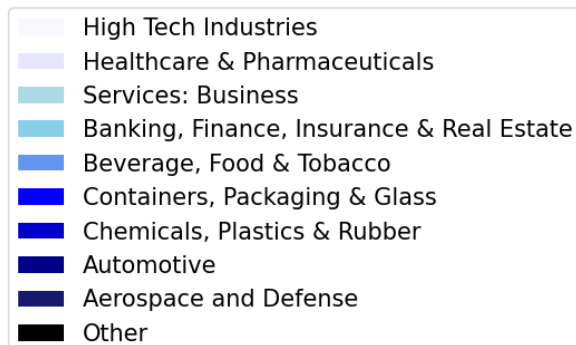 High Tech Industries
Healthcare & Pharmaceuticals
Services: Business
Banking, Finance, Insurance & Real Estate
Beverage, Food & Tobacco
Containers, Packaging & Glass
Chemicals, Plastics & Rubber
Automotive
Aerospace and Defense
Other